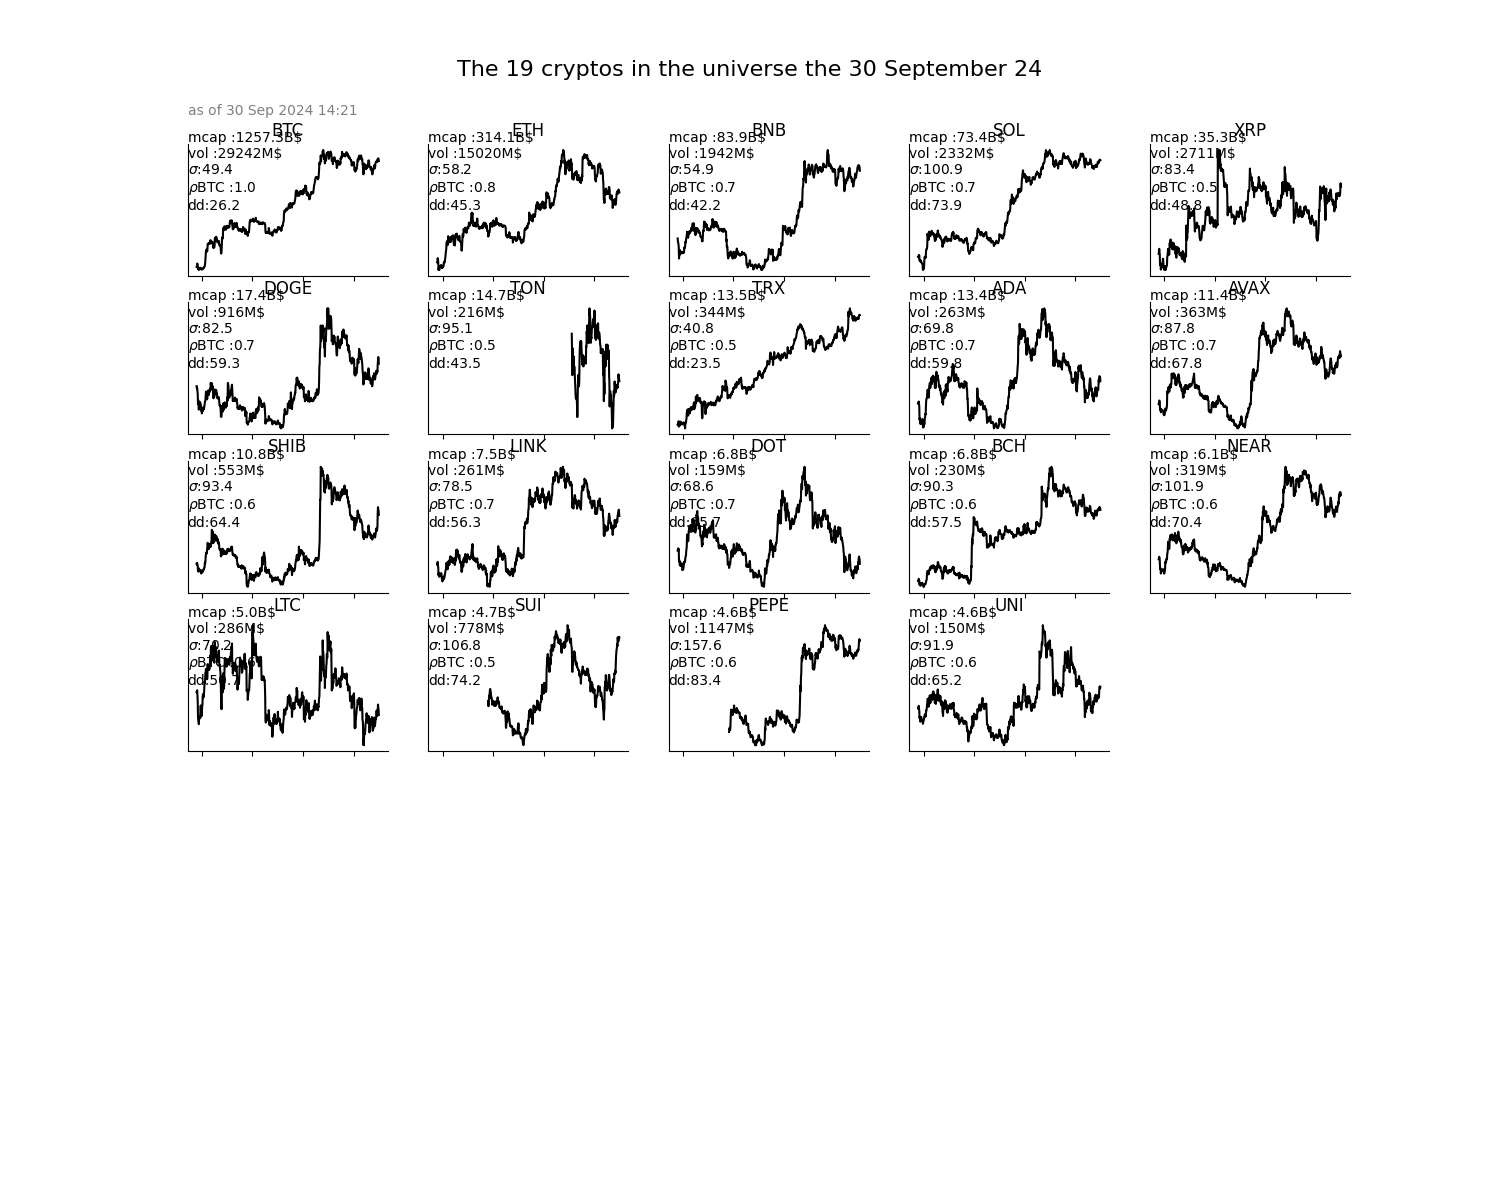 The 19 cryptos in the universe the 30 September 24
as of 30 Sep 2024 14:21
BTC
mcap :1257.3B$
vol :29242M$
σ:49.4
ρBTC :1.0
dd:26.2
ETH
mcap :314.1B$
vol :15020M$
σ:58.2
ρBTC :0.8
dd:45.3
BNB
mcap :83.9B$
vol :1942M$
σ:54.9
ρBTC :0.7
dd:42.2
SOL
mcap :73.4B$
vol :2332M$
σ:100.9
ρBTC :0.7
dd:73.9
XRP
mcap :35.3B$
vol :2711M$
σ:83.4
ρBTC :0.5
dd:48.8
DOGE
mcap :17.4B$
vol :916M$
σ:82.5
ρBTC :0.7
dd:59.3
TON
mcap :14.7B$
vol :216M$
σ:95.1
ρBTC :0.5
dd:43.5
TRX
mcap :13.5B$
vol :344M$
σ:40.8
ρBTC :0.5
dd:23.5
ADA
mcap :13.4B$
vol :263M$
σ:69.8
ρBTC :0.7
dd:59.8
AVAX
mcap :11.4B$
vol :363M$
σ:87.8
ρBTC :0.7
dd:67.8
SHIB
mcap :10.8B$
vol :553M$
σ:93.4
ρBTC :0.6
dd:64.4
LINK
mcap :7.5B$
vol :261M$
σ:78.5
ρBTC :0.7
dd:56.3
DOT
mcap :6.8B$
vol :159M$
σ:68.6
ρBTC :0.7
BCH
mcap :6.8B$
vol :230M$
σ:90.3
ρBTC :0.6
dd:57.5
NEAR
mcap :6.1B$
vol :319M$
σ:101.9
ρBTC :0.6
dd:70.4
LTC
mcap :5.0B$
vol :286M$
σ:70.2
ρBTC :0.6
SUI
mcap :4.7B$
vol :778M$
σ:106.8
ρBTC :0.5
dd:74.2
PEPE
mcap :4.6B$
vol :1147M$
σ:157.6
ρBTC :0.6
dd:83.4
UNI
mcap :4.6B$
vol :150M$
σ:91.9
ρBTC :0.6
dd:65.2